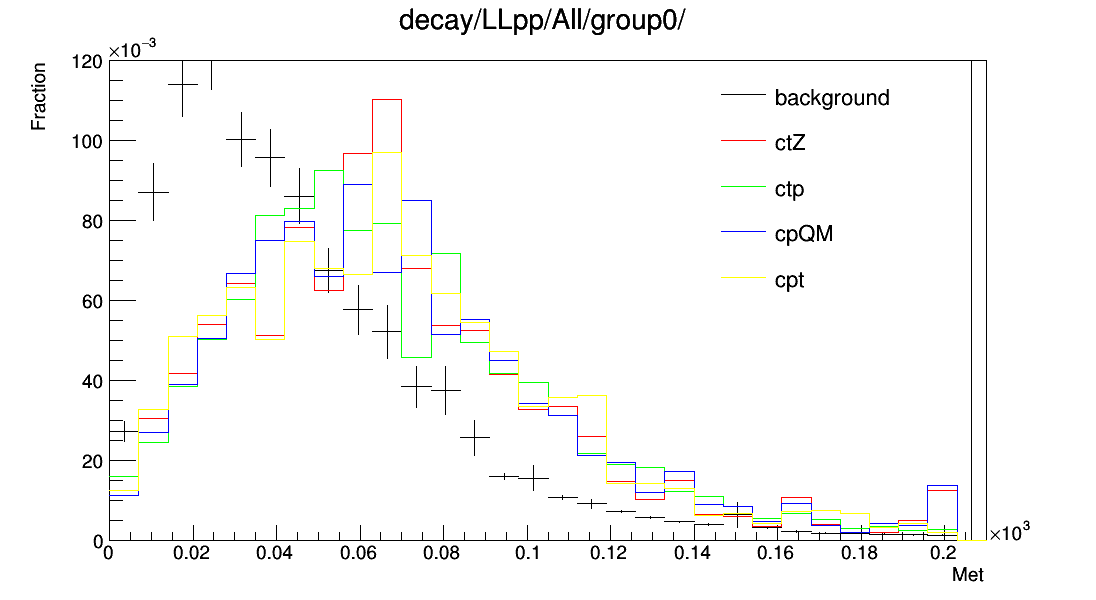 decay/LLpp/All/group0/
×10⁻³
Fraction
120
100
80
60
40
20
0
background
ctZ
ctp
cpQM
cpt
0 0.02 0.04 0.06 0.08 0.1 0.12 0.14 0.16 0.18 0.2
×10³
Met